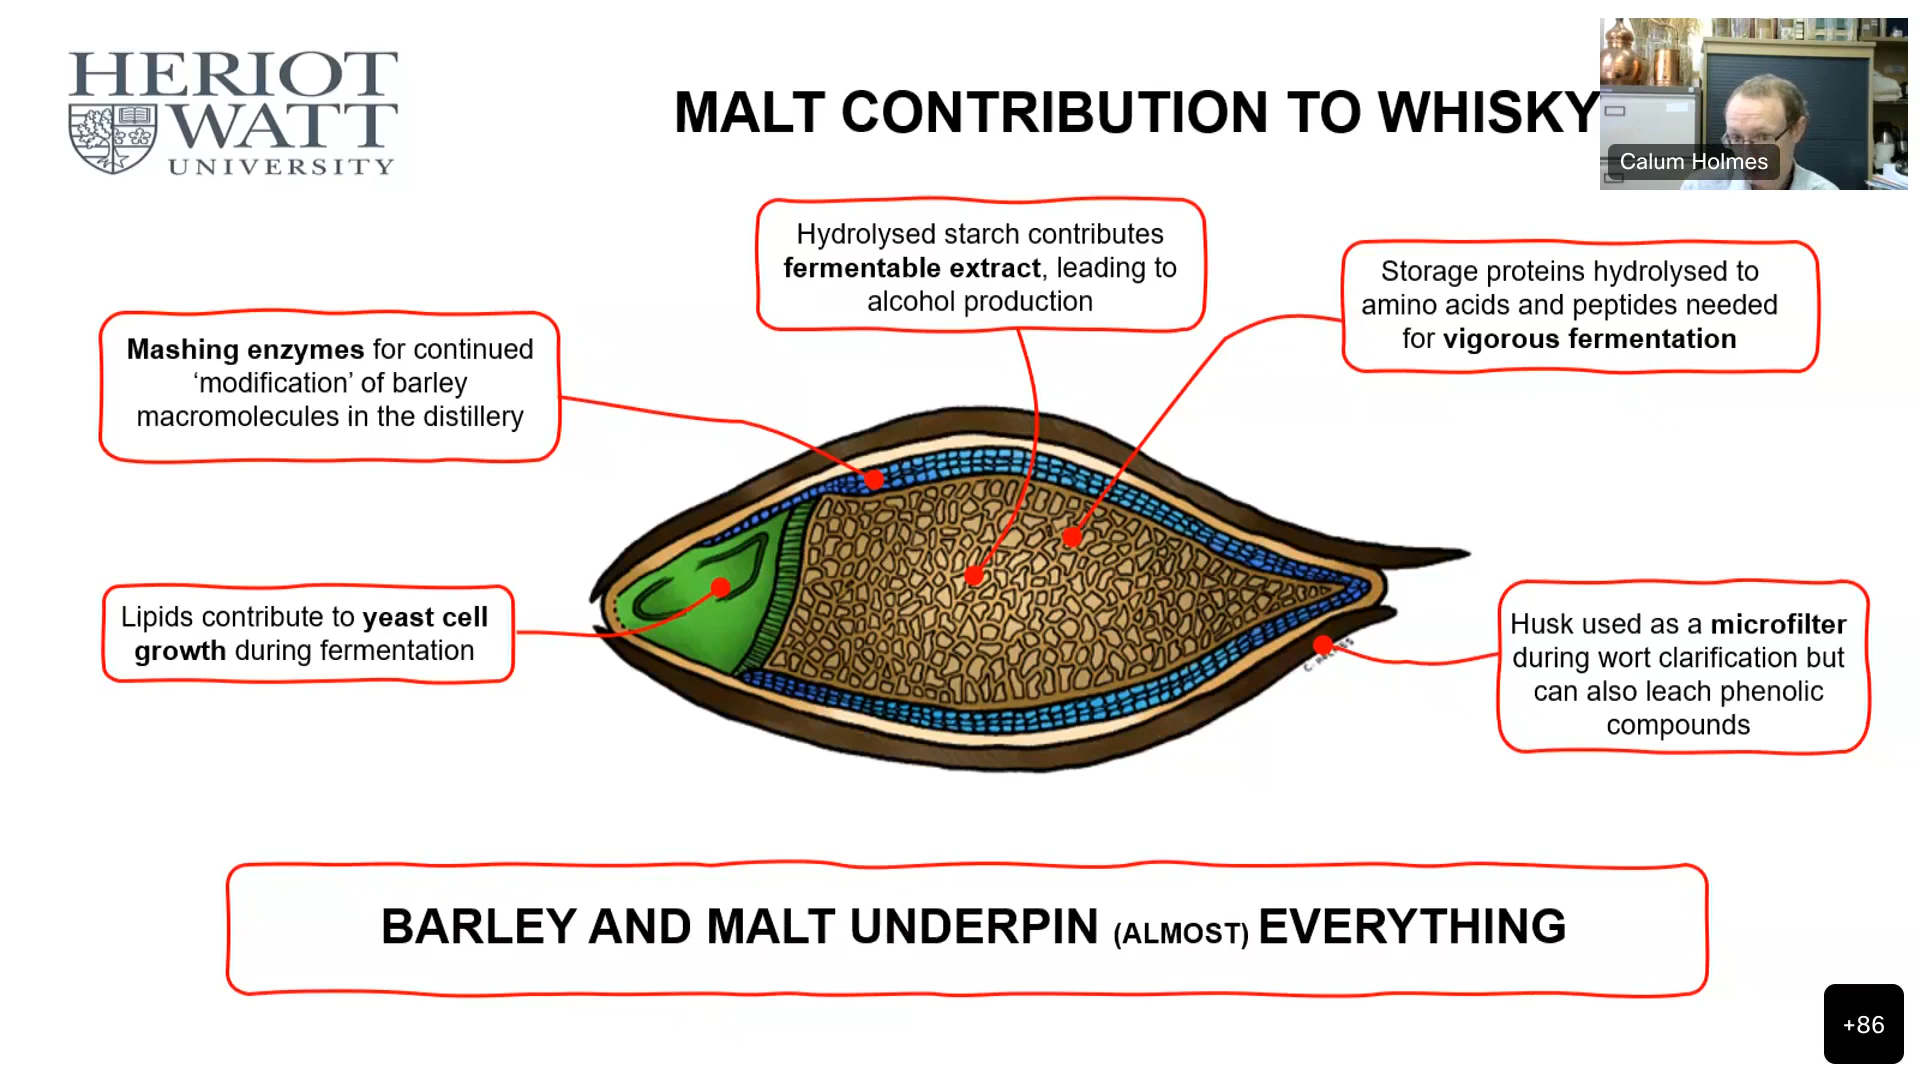 HERIOT
WATT
UNIVERSITY
MALT CONTRIBUTION TO WHISKY
Calum Holmes
Hydrolysed starch contributes
fermentable extract, leading to
alcohol production
Storage proteins hydrolysed to
amino acids and peptides needed
for vigorous fermentation
Mashing enzymes for continued
‘modification’ of barley
macromolecules in the distillery
Lipids contribute to yeast cell
growth during fermentation
Husk used as a microfilter
during wort clarification but
can also leach phenolic
compounds
BARLEY AND MALT UNDERPIN (ALMOST) EVERYTHING
+86